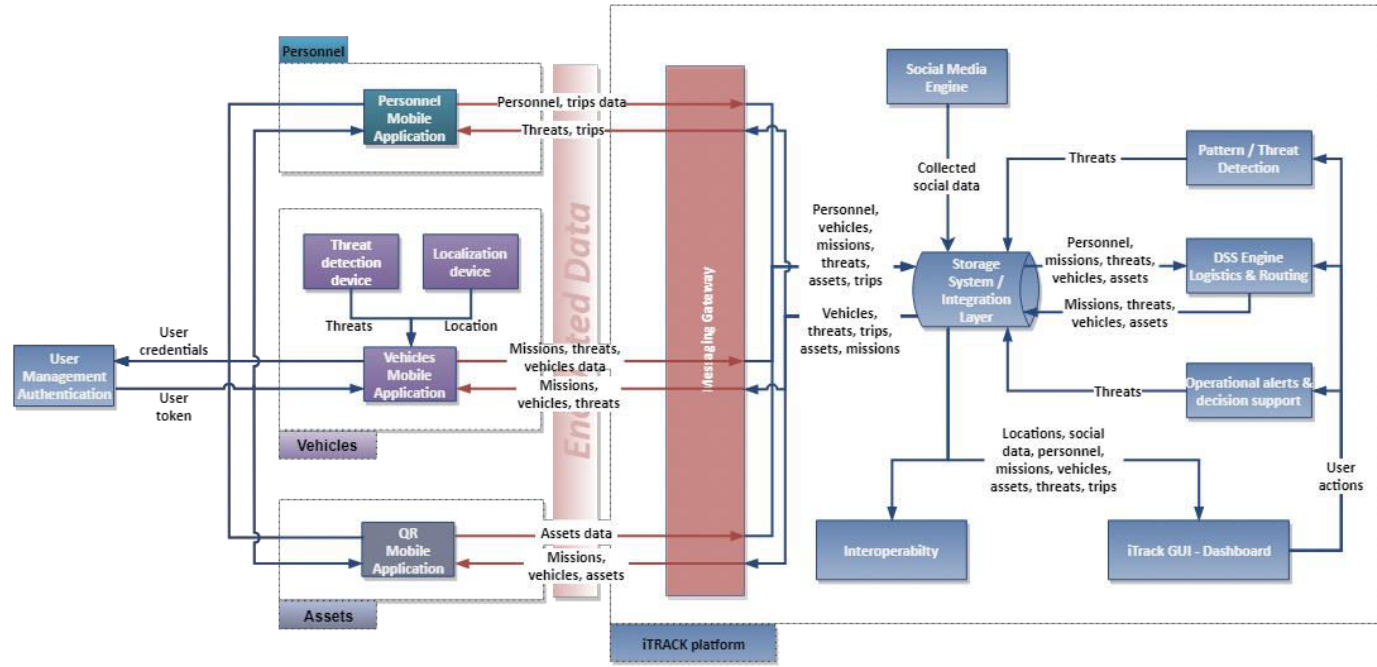 Personnel
Personnel
Mobile
Application
Personnel, trips data
Threats, trips
Threat
detection
device
Localization
device
Threats
Location
User
credentials
User
Management
Authentication
User
token
Vehicles
Mobile
Application
Missions, threats,
vehicles data
Missions,
vehicles, threats
Vehicles
QR
Mobile
Application
Assets data
Missions,
vehicles, assets
Assets
Encrypted Data
Messaging Gateway
Social Media
Engine
Collected
social data
Pattern / Threat
Detection
Threats
Personnel,
vehicles,
missions,
threats,
assets, trips
Vehicles,
threats, trips,
assets, missions
Storage
System /
Integration
Layer
Personnel,
missions, threats,
vehicles, assets
Missions, threats,
vehicles, assets
DSS Engine
Logistics & Routing
Threats
Operational alerts &
decision support
Locations, social
data, personnel,
missions, vehicles,
assets, threats, trips
User
actions
Interoperabilty
iTrack GUI - Dashboard
iTRACK platform